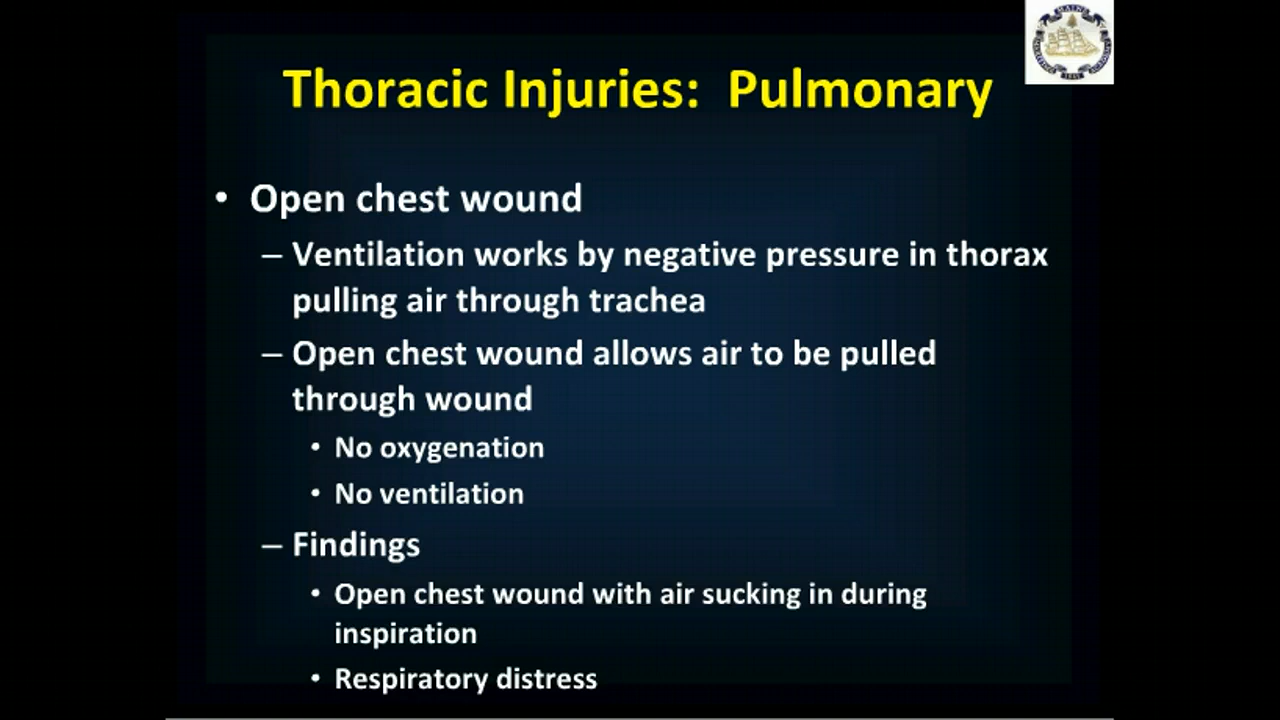 Thoracic Injuries: Pulmonary
• Open chest wound
– Ventilation works by negative pressure in thorax
pulling air through trachea
– Open chest wound allows air to be pulled
through wound
• No oxygenation
• No ventilation
– Findings
• Open chest wound with air sucking in during
inspiration
• Respiratory distress